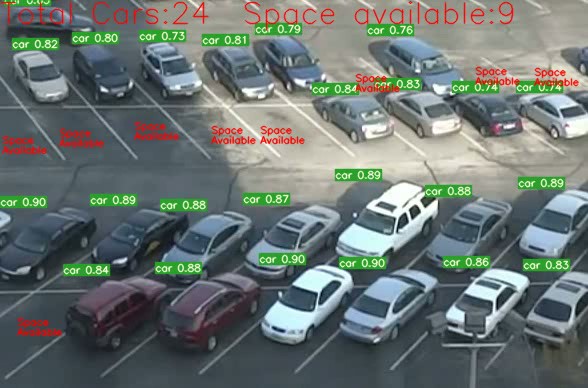 Total Cars:24 Space available:9
car 0.82
car 0.80
car 0.73
car 0.81
car 0.79
car 0.76
car 0.84
Space
Available
car 0.83
Space
Available
car 0.74
Space
Available
car 0.74
Space
Available
Space
Available
Space
Available
Space
Available
Space
Available
car 0.90
car 0.89
car 0.88
car 0.87
car 0.89
car 0.88
car 0.89
car 0.84
car 0.88
car 0.90
car 0.90
car 0.86
car 0.83
Space
Available